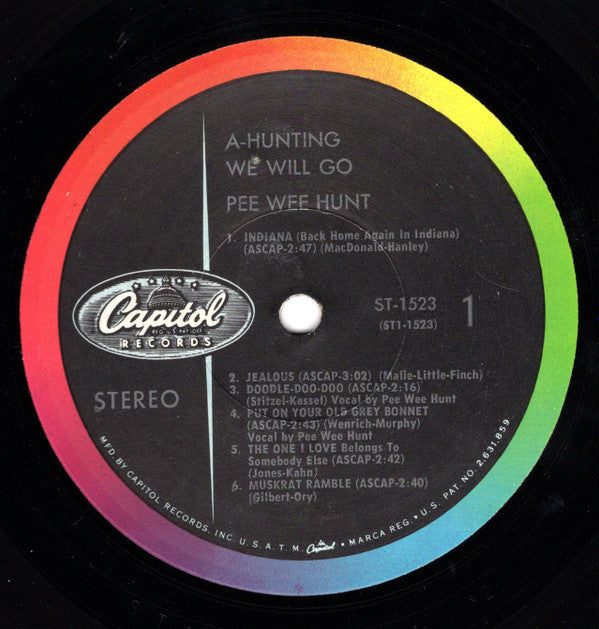 A-HUNTING
WE WILL GO
PEE WEE HUNT
1. INDIANA (Back Home Again In Indiana)
(ASCAP-2:47) (MacDonald-Hanley)
Capitol
REG. U.S. PAT. OFF.
RECORDS
ST-1523
(ST1-1523)
1
STEREO
2. JEALOUS (ASCAP-3:02) (Malie-Little-Finch)
3. DOODLE-DOO-DOO (ASCAP-2:16)
(Stitzel-Kassel) Vocal by Pee Wee Hunt
4. PUT ON YOUR OLD GREY BONNET
(ASCAP-2:43) (Wenrich-Murphy)
Vocal by Pee Wee Hunt
5. THE ONE I LOVE Belongs To
Somebody Else (ASCAP-2:42)
(Jones-Kahn)
6. MUSKRAT RAMBLE (ASCAP-2:40)
(Gilbert-Ory)
MFD. BY CAPITOL RECORDS, INC. U.S.A. T.M. Capitol • MARCA REG. • U.S. PAT. NO. 2,631,859